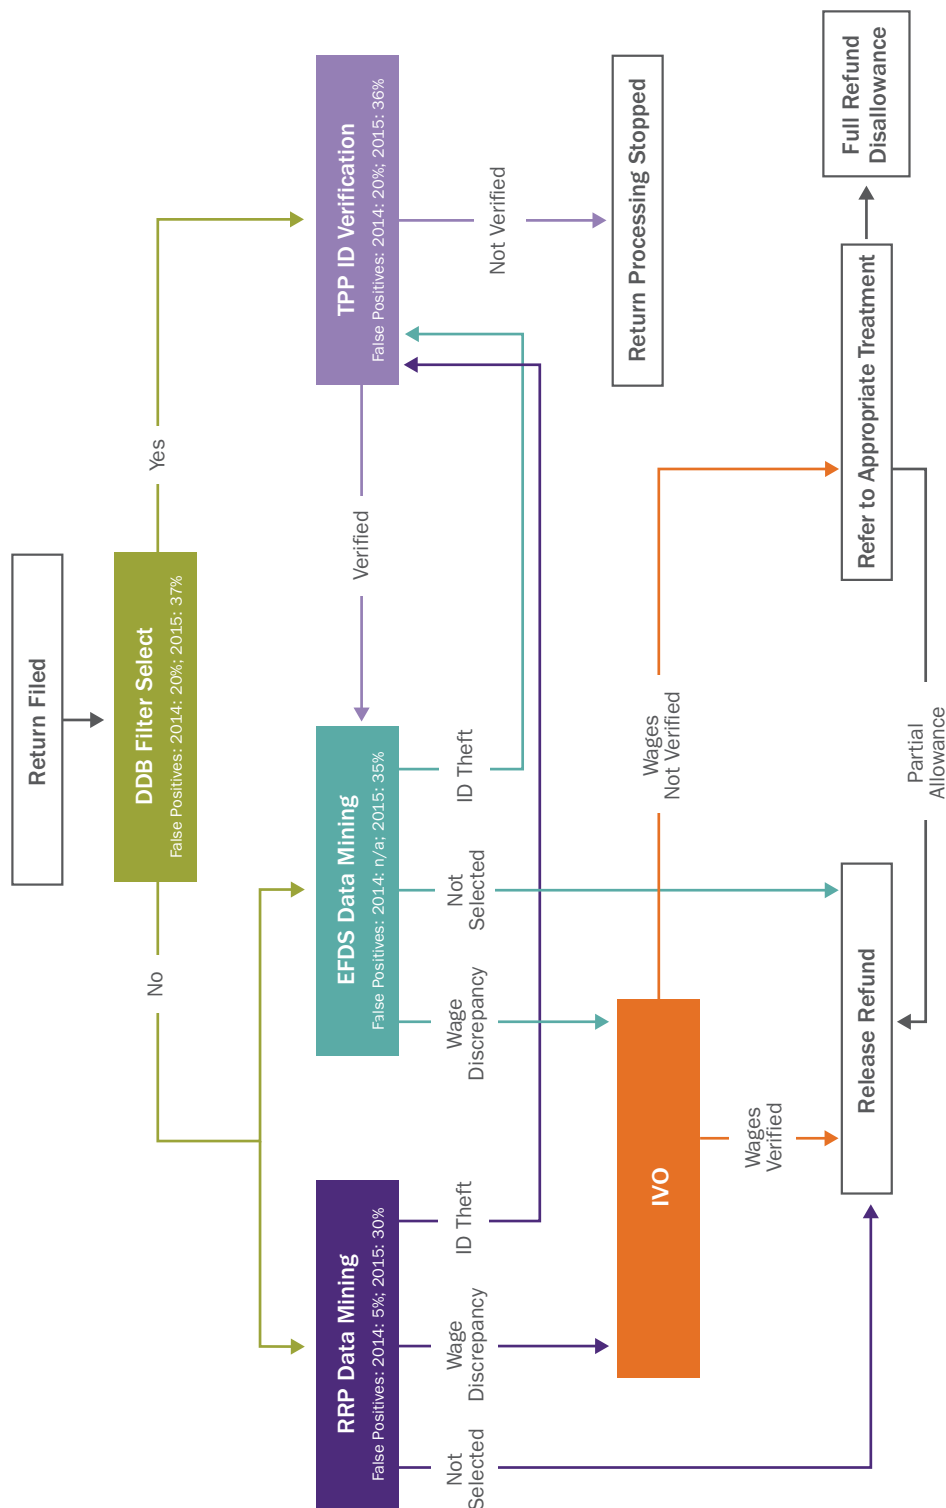 Return Filed
DDB Filter Select
False Positives: 2014: 20%; 2015: 37%
No
Yes
RRP Data Mining
False Positives: 2014: 5%; 2015: 30%
EFDS Data Mining
False Positives: 2014: n/a; 2015: 35%
Verified
TPP ID Verification
False Positives: 2014: 20%; 2015: 36%
Not
Selected
Wage
Discrepancy
ID Theft
Wage
Discrepancy
Not
Selected
ID Theft
Not Verified
IVO
Return Processing Stopped
Wages
Verified
Wages
Not Verified
Release Refund
Refer to Appropriate Treatment
Full Refund
Disallowance
Partial
Allowance